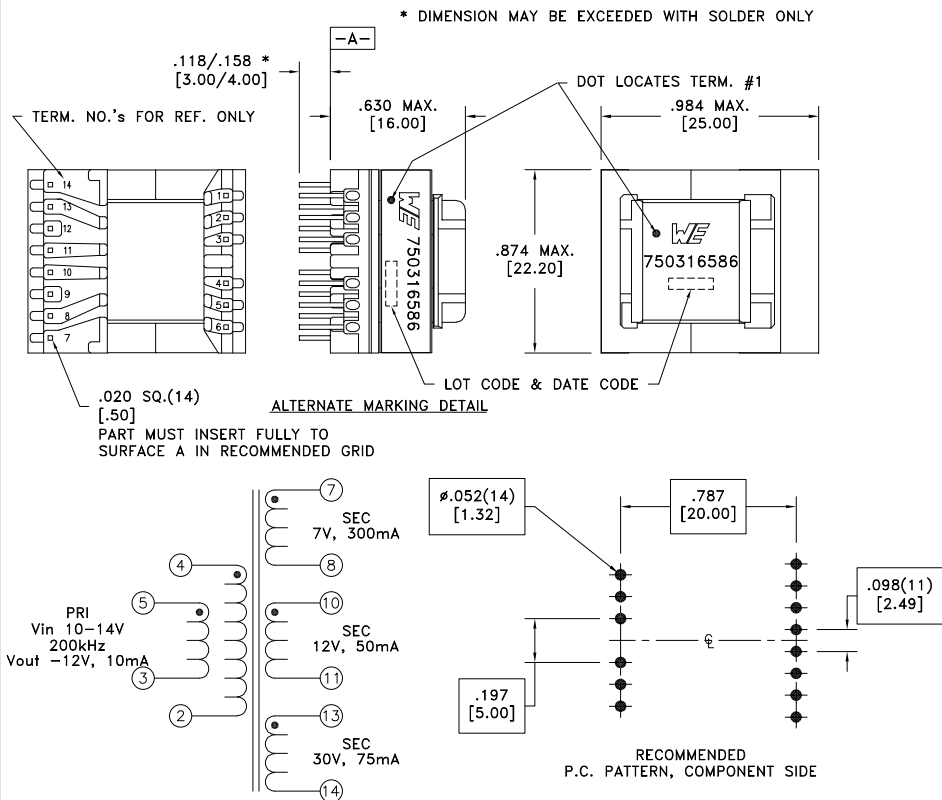 * DIMENSION MAY BE EXCEEDED WITH SOLDER ONLY
-A-
.118/.158 *
[3.00/4.00]
TERM. NO.'s FOR REF. ONLY
.630 MAX.
[16.00]
DOT LOCATES TERM. #1
.984 MAX.
[25.00]
14
13
12
11
10
9
8
7
1
2
3
4
5
6
WE 750316586
.874 MAX.
[22.20]
WE
750316586
LOT CODE & DATE CODE
.020 SQ.(14)
[.50]
PART MUST INSERT FULLY TO
SURFACE A IN RECOMMENDED GRID
ALTERNATE MARKING DETAIL
4
5
3
2
PRI
Vin 10-14V
200kHz
Vout -12V, 10mA
7
SEC
7V, 300mA
8
10
SEC
12V, 50mA
11
13
SEC
30V, 75mA
14
ø.052(14)
[1.32]
.787
[20.00]
.098(11)
[2.49]
℄
.197
[5.00]
RECOMMENDED
P.C. PATTERN, COMPONENT SIDE